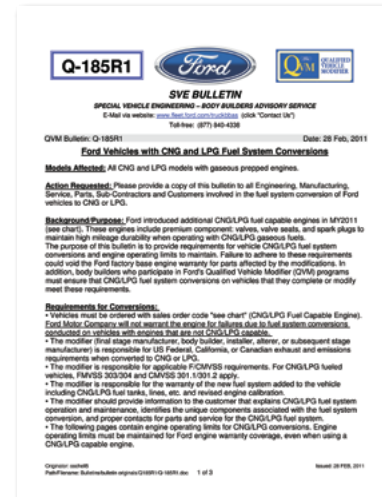 Q-185R1
Ford
QVM QUALIFIED VEHICLE MODIFIER
SVE BULLETIN
SPECIAL VEHICLE ENGINEERING – BODY BUILDERS ADVISORY SERVICE
E-Mail via website: www.fleet.ford.com/truckbbas (click "Contact Us")
Toll-free: (877) 840-4338
QVM Bulletin: Q-185R1 Date: 28 Feb, 2011
Ford Vehicles with CNG and LPG Fuel System Conversions
Models Affected: All CNG and LPG models with gaseous prepped engines.
Action Requested: Please provide a copy of this bulletin to all Engineering, Manufacturing,
Service, Parts, Sub-Contractors and Customers involved in the fuel system conversion of Ford
vehicles to CNG or LPG.
Background/Purpose: Ford introduced additional CNG/LPG fuel capable engines in MY2011
(see chart). These engines include premium component: valves, valve seats, and spark plugs to
maintain high mileage durability when operating with CNG/LPG gaseous fuels.
The purpose of this bulletin is to provide requirements for vehicle CNG/LPG fuel system
conversions and engine operating limits to maintain. Failure to adhere to these requirements
could void the Ford factory base engine warranty for parts affected by the modifications. In
addition, body builders who participate in Ford's Qualified Vehicle Modifier (QVM) programs
must ensure that CNG/LPG fuel system conversions on vehicles that they complete or modify
meet these requirements.
Requirements for Conversions:
• Vehicles must be ordered with sales order code "see chart" (CNG/LPG Fuel Capable Engine).
Ford Motor Company will not warrant the engine for failures due to fuel system conversions
conducted on vehicles with engines that are not CNG/LPG capable.
• The modifier (final stage manufacturer, body builder, installer, alterer, or subsequent stage
manufacturer) is responsible for US Federal, California, or Canadian exhaust and emissions
requirements when converted to CNG or LPG.
• The modifier is responsible for applicable F/CMVSS requirements. For CNG/LPG fueled
vehicles, FMVSS 303/304 and CMVSS 301.1/301.2 apply.
• The modifier is responsible for the warranty of the new fuel system added to the vehicle
including CNG/LPG fuel tanks, lines, etc. and revised engine calibration.
• The modifier should provide information to the customer that explains CNG/LPG fuel system
operation and maintenance, identifies the unique components associated with the fuel system
conversion, and proper contacts for parts and service for the CNG/LPG fuel system.
• The following pages contain engine operating limits for CNG/LPG conversions. Engine
operating limits must be maintained for Ford engine warranty coverage, even when using a
CNG/LPG capable engine.
Issued: 28 FEB, 2011
1 of 3